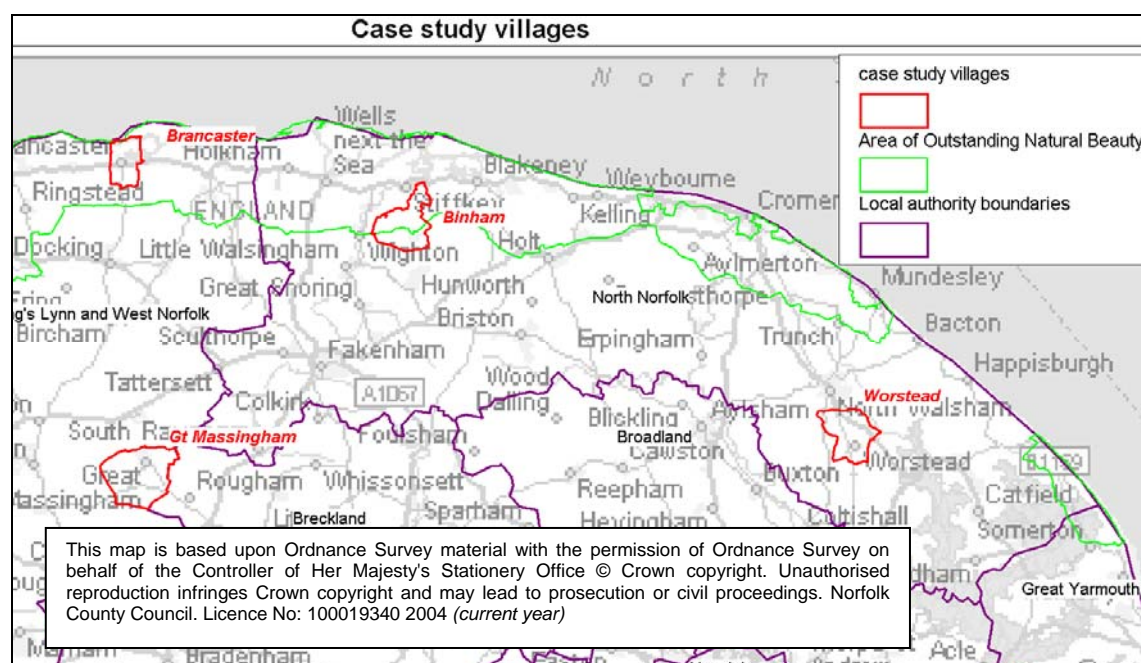 Case study villages
North
case study villages
Area of Outstanding Natural Beauty
Local authority boundaries
Wells
next the
Sea
Brancaster
Holkham
Blakeney
Weybourne
Cromer
Ringstead
ENGLAND
Stiffkey
Binham
Kelling
Docking
Little Walsingham
Wighton
Holt
Aylmerton
Mundesley
Great Snoring
Hunworth
North Norfolk
Briston
Erpingham
Trunch
Bacton
Bircham
Sculthorpe
Fakenham
Happisburgh
Tattersett
A1067
Wood
Dalling
Blickling
Worstead
North Walsham
Colkirk
Foulsham
Broadland
Cawston
South
Gt Massingham
Great
Massingham
Rougham
Whissonsett
Reepham
Buxton
Worstead
B1159
Catfield
Breckland
Sparham
Hevingham
Coltishall
Somerton
This map is based upon Ordnance Survey material with the permission of Ordnance Survey on
behalf of the Controller of Her Majesty's Stationery Office © Crown copyright. Unauthorised
reproduction infringes Crown copyright and may lead to prosecution or civil proceedings. Norfolk
County Council. Licence No: 100019340 2004 (current year)
Great Yarmouth
Bradenham
Acle